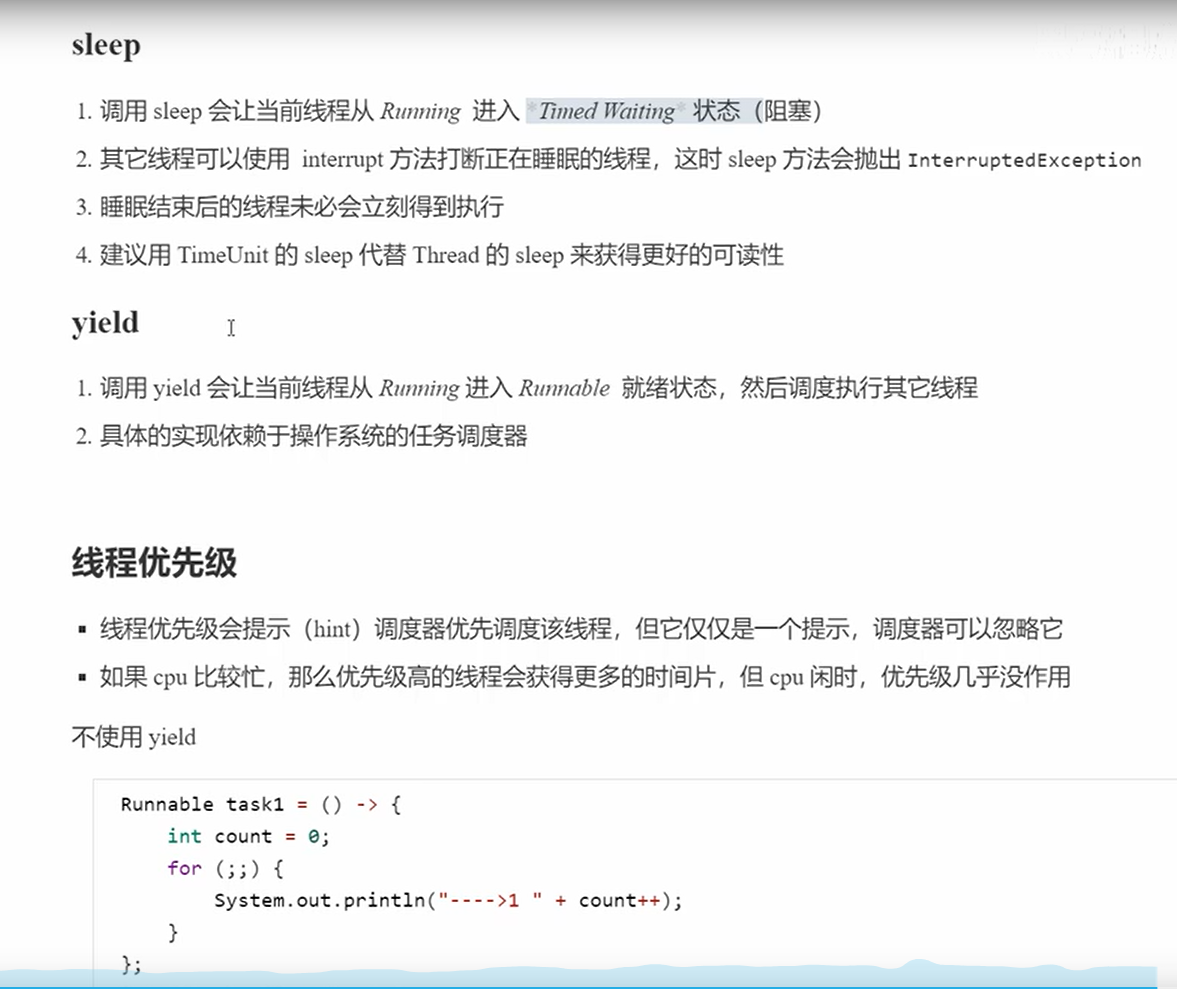 sleep
1. 调用 sleep 会让当前线程从 Running 进入 *Timed Waiting* 状态（阻塞）
2. 其它线程可以使用 interrupt 方法打断正在睡眠的线程，这时 sleep 方法会抛出 InterruptedException
3. 睡眠结束后的线程未必会立刻得到执行
4. 建议用 TimeUnit 的 sleep 代替 Thread 的 sleep 来获得更好的可读性
yield
1. 调用 yield 会让当前线程从 Running 进入 Runnable 就绪状态，然后调度执行其它线程
2. 具体的实现依赖于操作系统的任务调度器
线程优先级
▪ 线程优先级会提示（hint）调度器优先调度该线程，但它仅仅是一个提示，调度器可以忽略它
▪ 如果 cpu 比较忙，那么优先级高的线程会获得更多的时间片，但 cpu 闲时，优先级几乎没作用
不使用 yield
Runnable task1 = () -> {
    int count = 0;
    for (;;) {
        System.out.println("---->1 " + count++);
    }
};